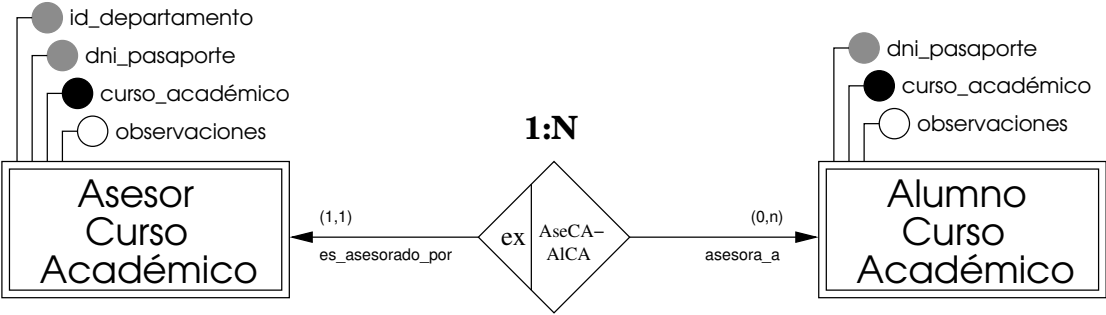 id_departamento
dni_pasaporte
curso_académico
observaciones
Asesor
Curso
Académico
(1,1)
es_asesorado_por
1:N
ex
AseCA–
AlCA
(0,n)
asesora_a
dni_pasaporte
curso_académico
observaciones
Alumno
Curso
Académico